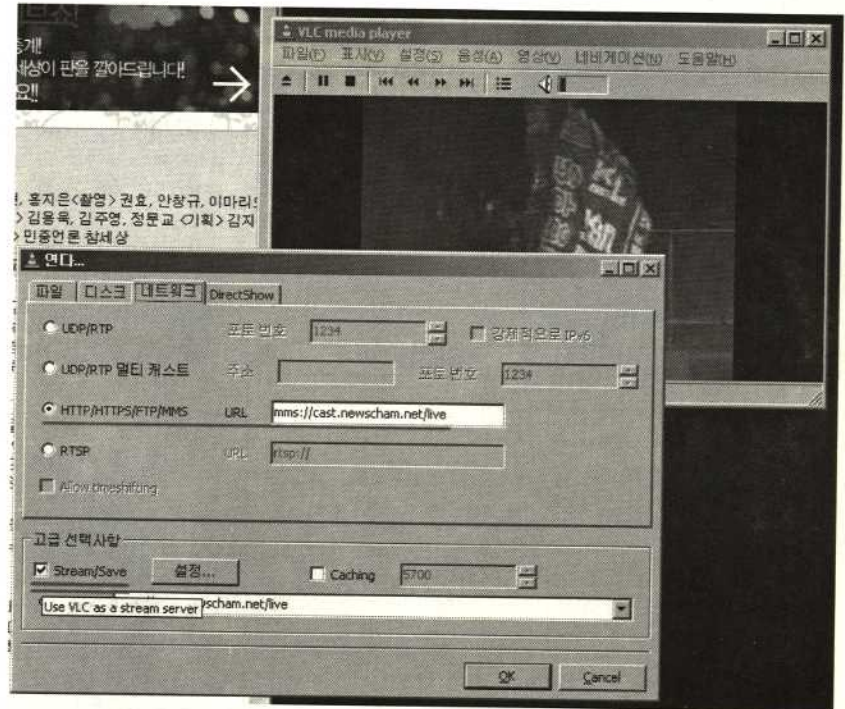 세상이 판을 깔아드립니다!
요!!
홍지은<촬영> 권효, 안창규, 이마리오
> 김용욱, 김주영, 정문교 <기획> 김지
> 민중언론 참세상
VLC media player
파일(F) 표시(V) 설정(S) 음성(A) 영상(V) 네비게이션(N) 도움말(H)
연다...
파일 디스크 네트워크 DirectShow
UDP/RTP 포트 번호 1234 강제적으로 IPv6
UDP/RTP 멀티 캐스트 주소 포트 번호 1234
HTTP/HTTPS/FTP/MMS URL mms://cast.newscham.net/live
RTSP URL rtsp://
Allow timeshifting
고급 선택사항
Stream/Save 설정... Caching 5700
Use VLC as a stream server scham.net/live
OK Cancel